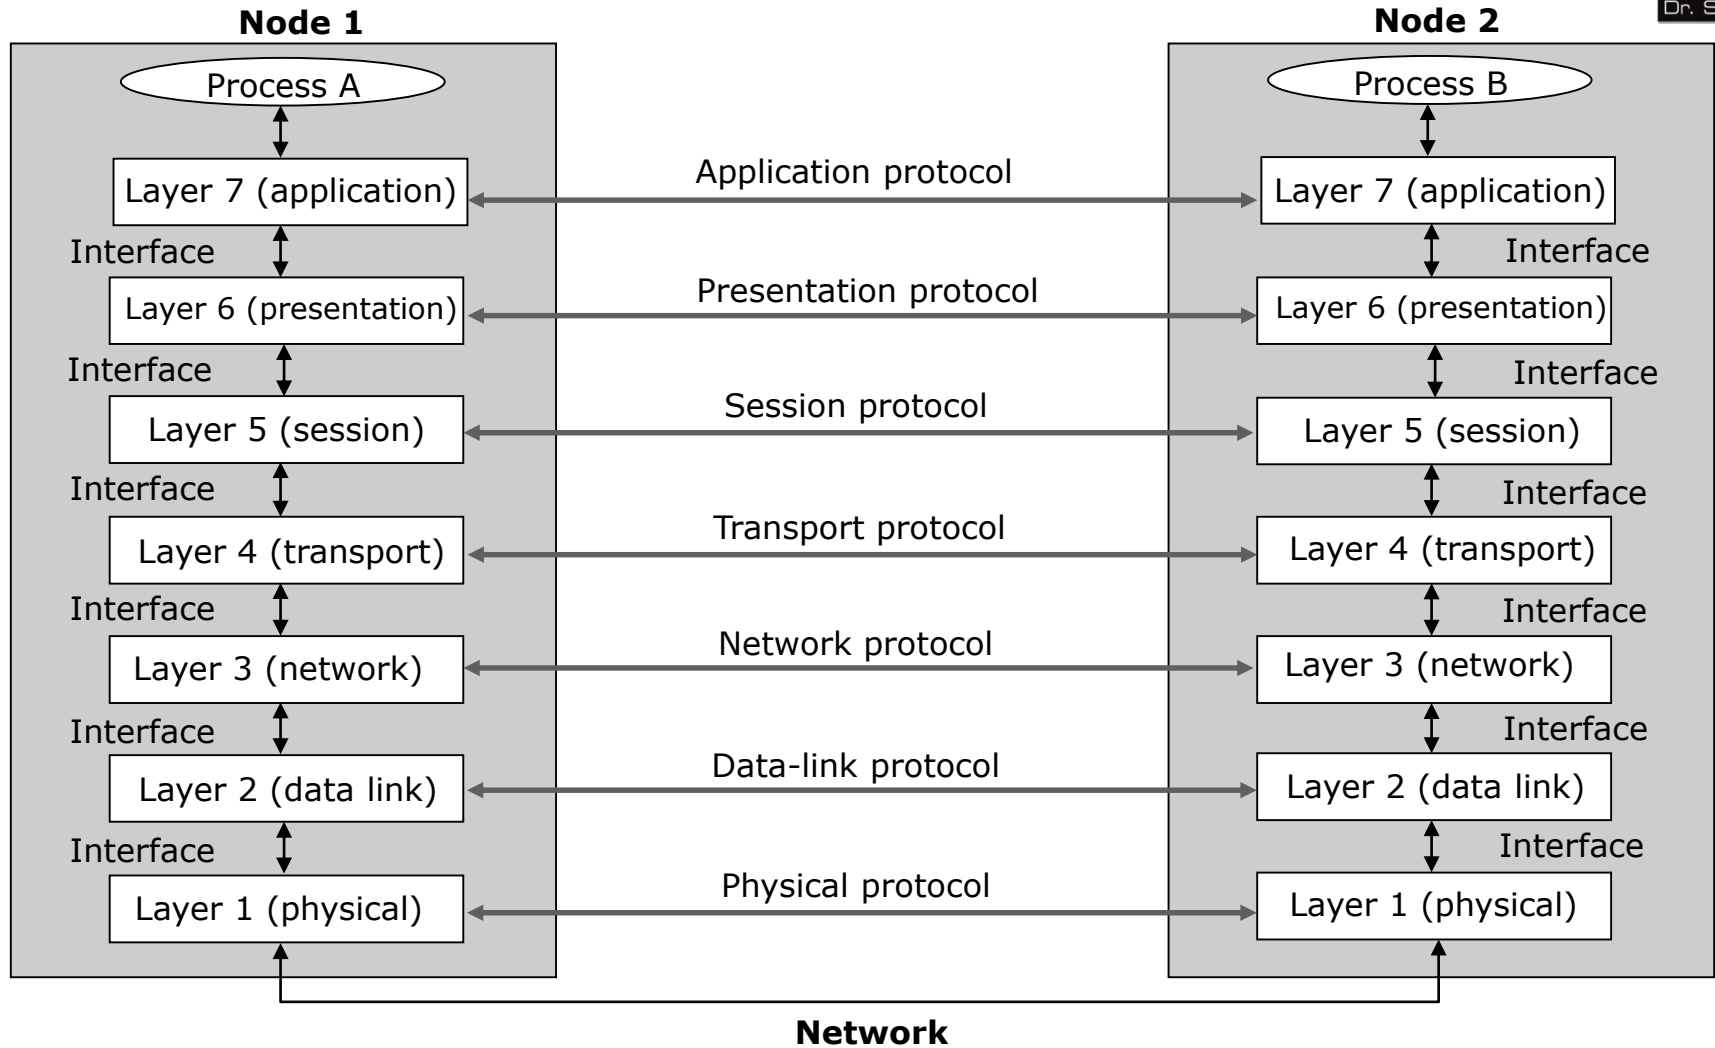 Node 1
Node 2
Dr. S
Process A
Process B
Layer 7 (application)
Application protocol
Layer 7 (application)
Interface
Interface
Layer 6 (presentation)
Presentation protocol
Layer 6 (presentation)
Interface
Interface
Layer 5 (session)
Session protocol
Layer 5 (session)
Interface
Interface
Layer 4 (transport)
Transport protocol
Layer 4 (transport)
Interface
Interface
Layer 3 (network)
Network protocol
Layer 3 (network)
Interface
Interface
Layer 2 (data link)
Data-link protocol
Layer 2 (data link)
Interface
Interface
Layer 1 (physical)
Physical protocol
Layer 1 (physical)
Network